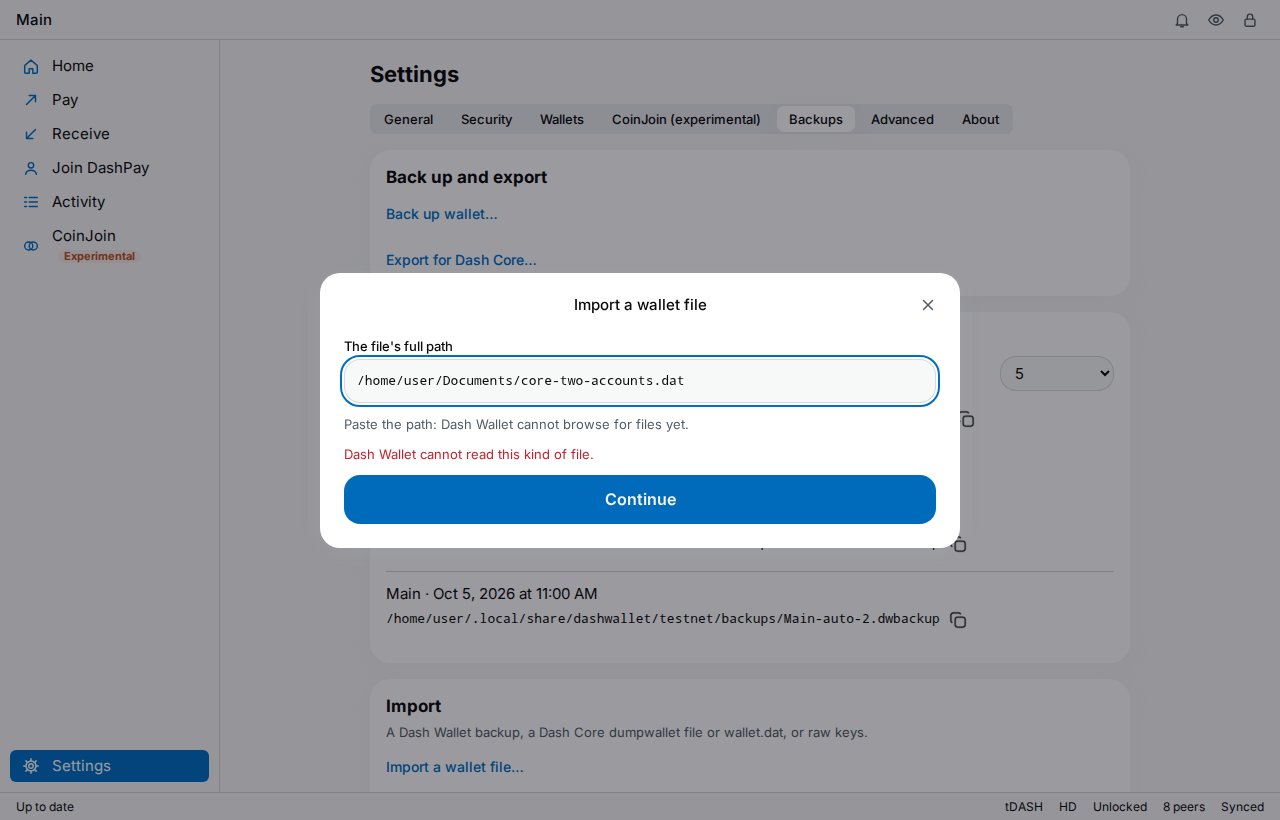 Main
Home
Pay
Receive
Join DashPay
Activity
CoinJoin
Experimental
Settings
Settings
General Security Wallets CoinJoin (experimental) Backups Advanced About
Back up and export
Back up wallet...
Export for Dash Core...
Import a wallet file
The file's full path
/home/user/Documents/core-two-accounts.dat
Paste the path: Dash Wallet cannot browse for files yet.
Dash Wallet cannot read this kind of file.
Continue
5
Main · Oct 5, 2026 at 11:00 AM
/home/user/.local/share/dashwallet/testnet/backups/Main-auto-2.dwbackup
Import
A Dash Wallet backup, a Dash Core dumpwallet file or wallet.dat, or raw keys.
Import a wallet file...
Up to date tDASH HD Unlocked 8 peers Synced